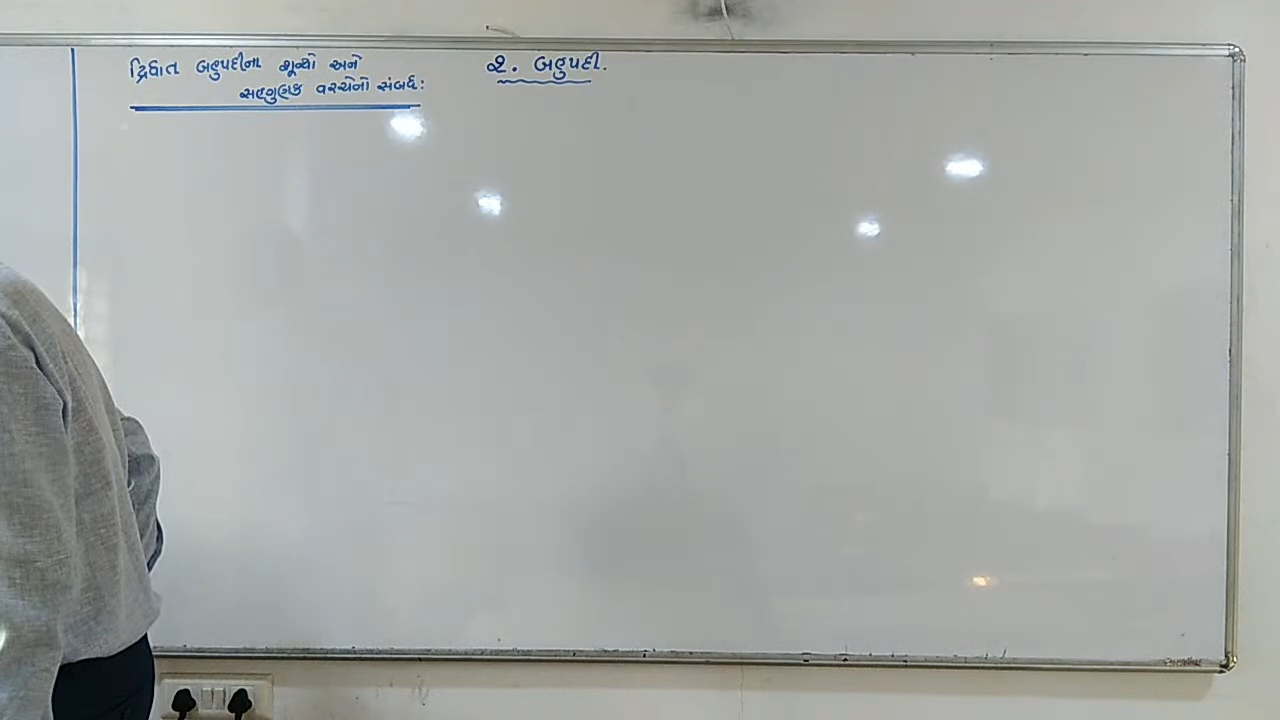 દ્વિઘાત બહુપદીના શૂન્યો અને
સહગુણક વચ્ચેનો સંબંધ:
૨. બહુપદી.